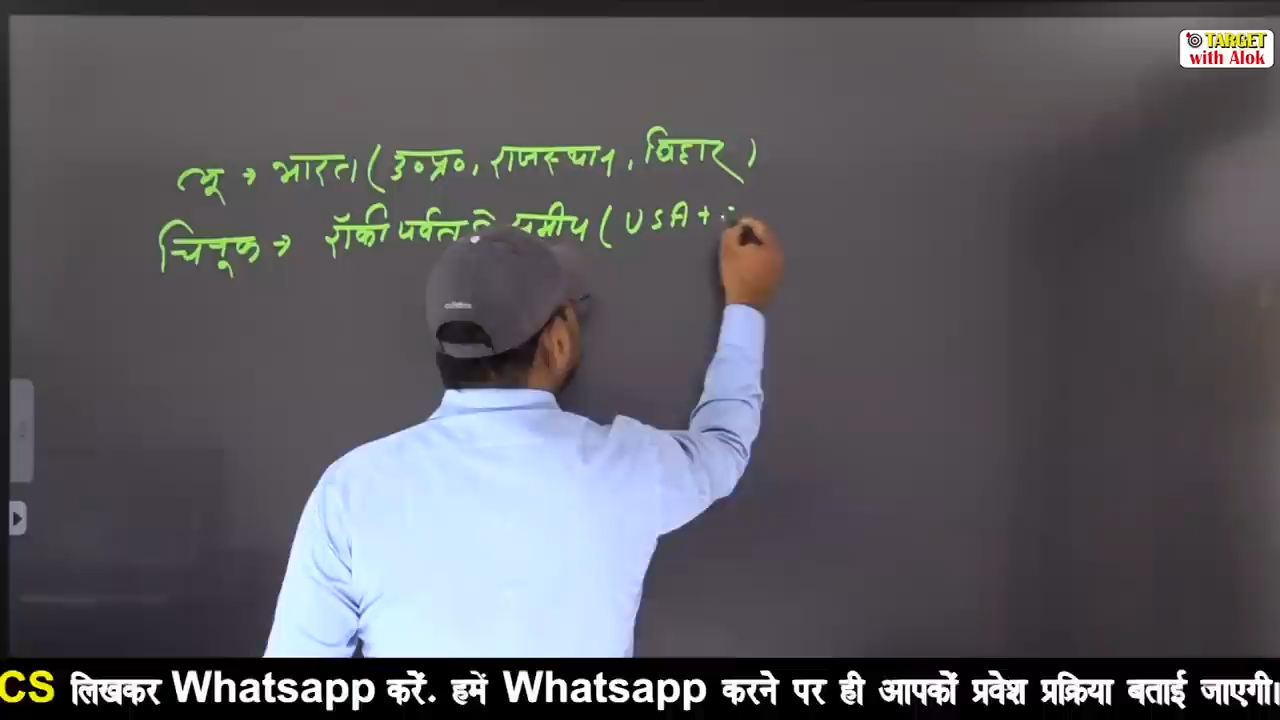 TARGET
with Alok
लू → भारत ( उ०प्र०, राजस्थान, बिहार )
चिनूक → रॉकी पर्वत के समीप ( USA +
CS लिखकर Whatsapp करें. हमें Whatsapp करने पर ही आपकों प्रवेश प्रक्रिया बताई जाएगी।